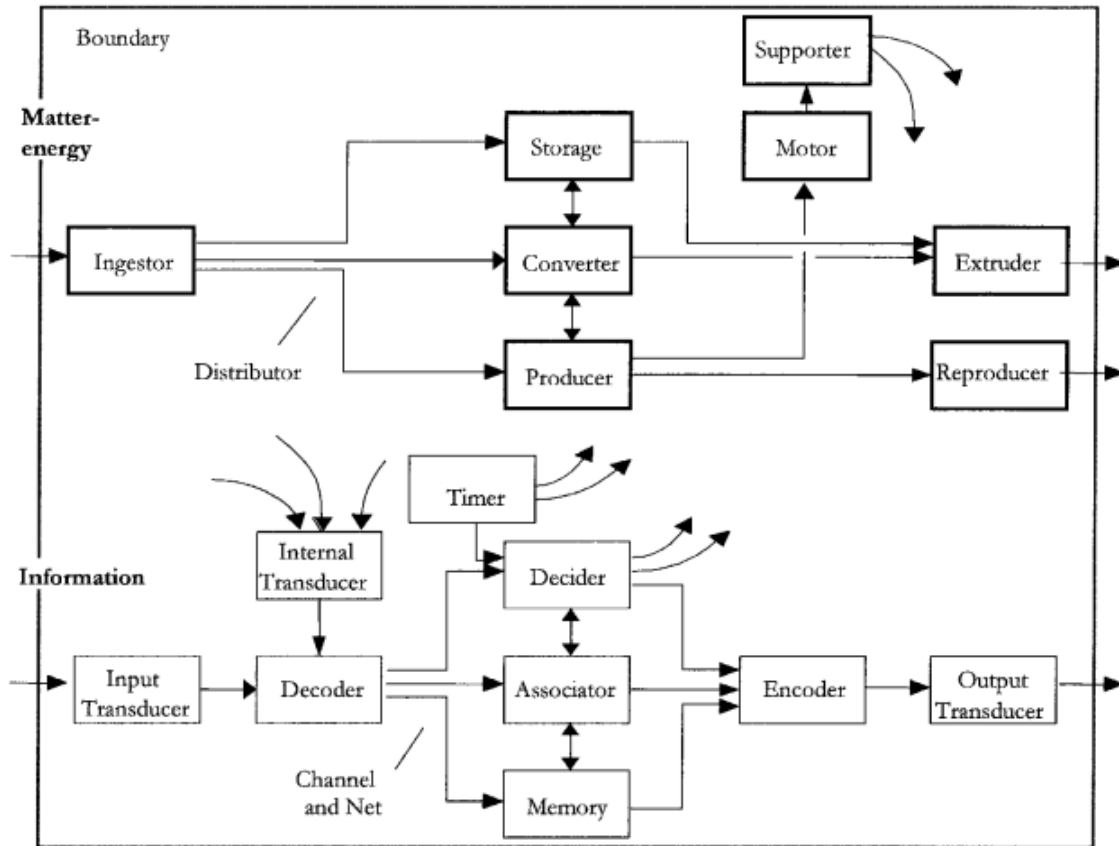 Boundary
Supporter
Matter-
energy
Storage
Motor
Ingestor
Converter
Extruder
Distributor
Producer
Reproducer
Timer
Internal
Transducer
Information
Decider
Input
Transducer
Decoder
Associator
Encoder
Output
Transducer
Channel
and Net
Memory